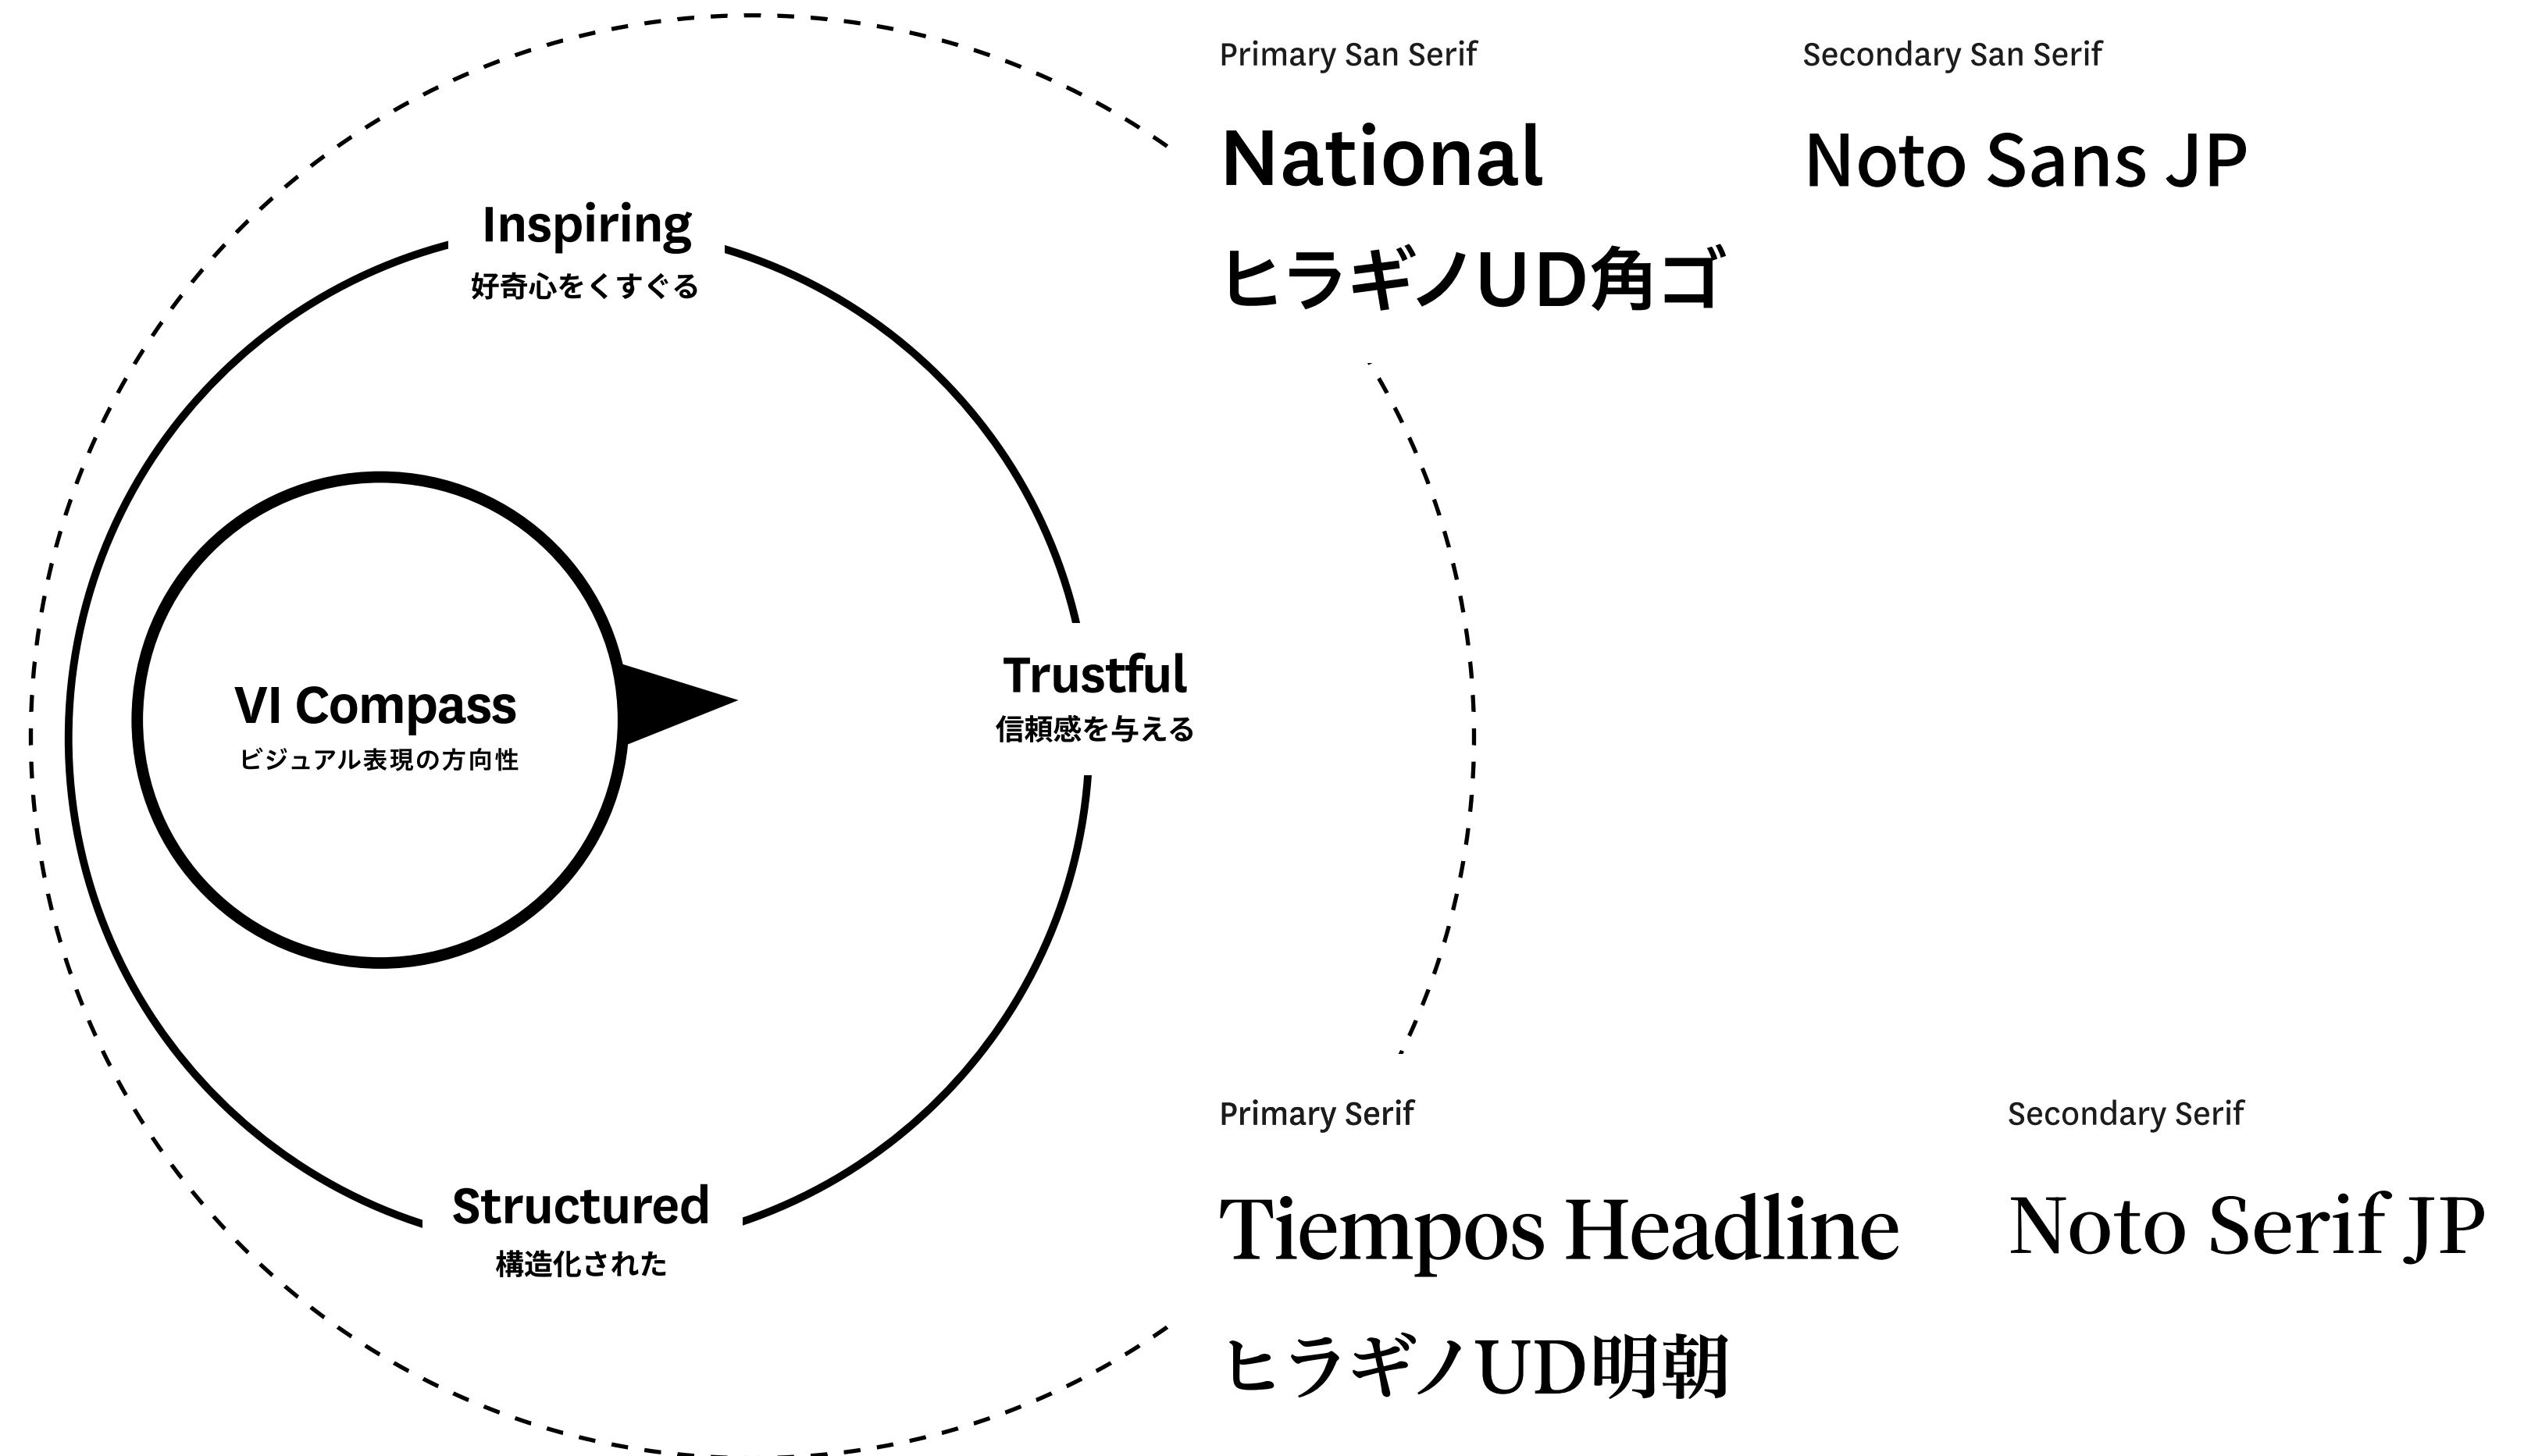 Inspiring
好奇心をくすぐる
VI Compass
ビジュアル表現の方向性
Trustful
信頼感を与える
Structured
構造化された
Primary San Serif
National
ヒラギノUD角ゴ
Secondary San Serif
Noto Sans JP
Primary Serif
Tiempos Headline
ヒラギノUD明朝
Secondary Serif
Noto Serif JP